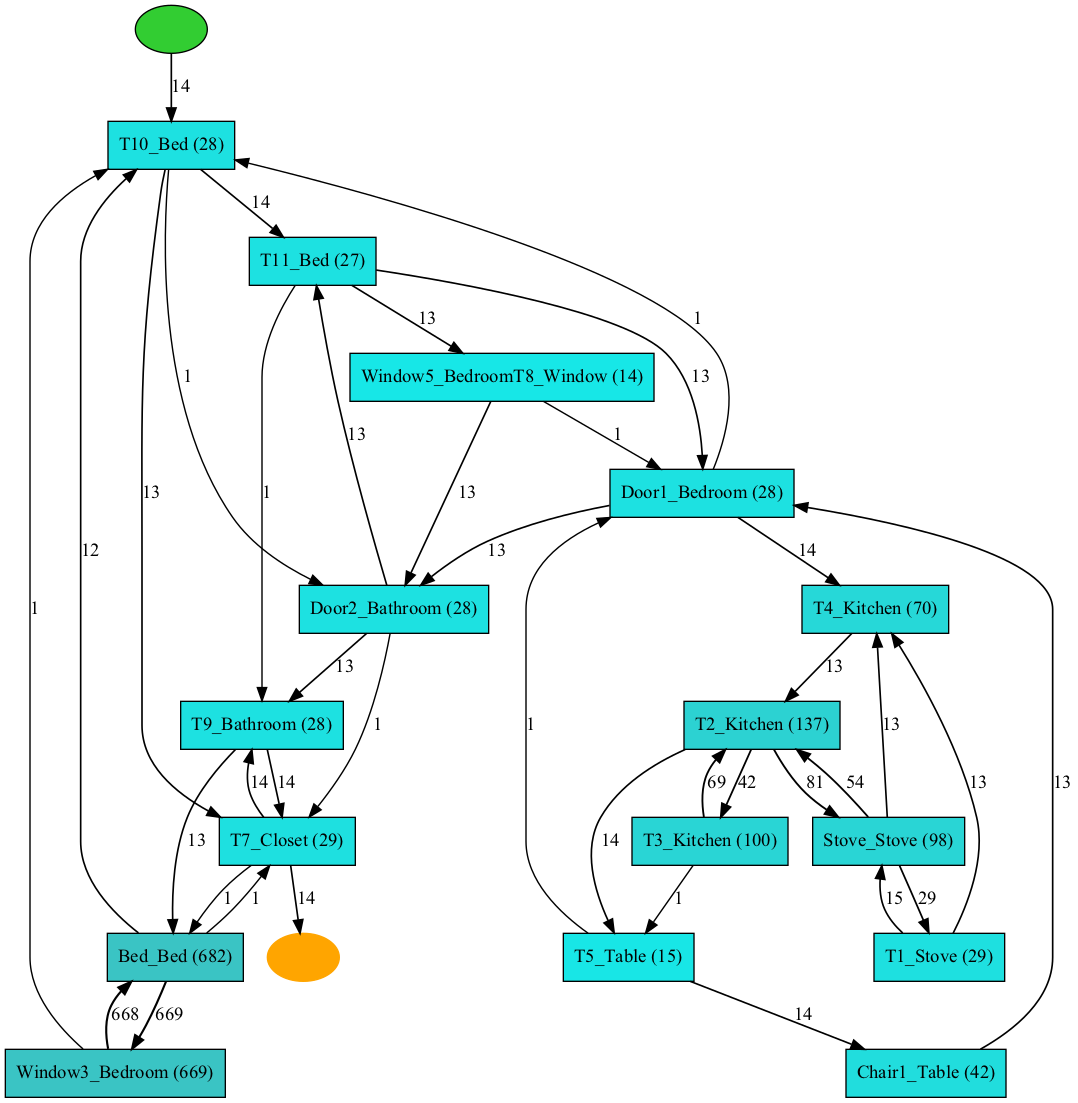 14
T10_Bed (28)
14
T11_Bed (27)
13
1
Window5_BedroomT8_Window (14)
1
13
13
1
13
1
13
13
Door1_Bedroom (28)
1
12
13
14
1
Door2_Bathroom (28)
T4_Kitchen (70)
13
13
T9_Bathroom (28)
1
1
T2_Kitchen (137)
13
13
13
14
14
69
42
81
54
13
14
T7_Closet (29)
T3_Kitchen (100)
Stove_Stove (98)
1
1
14
1
15
29
Bed_Bed (682)
T5_Table (15)
T1_Stove (29)
668
669
14
Window3_Bedroom (669)
Chair1_Table (42)